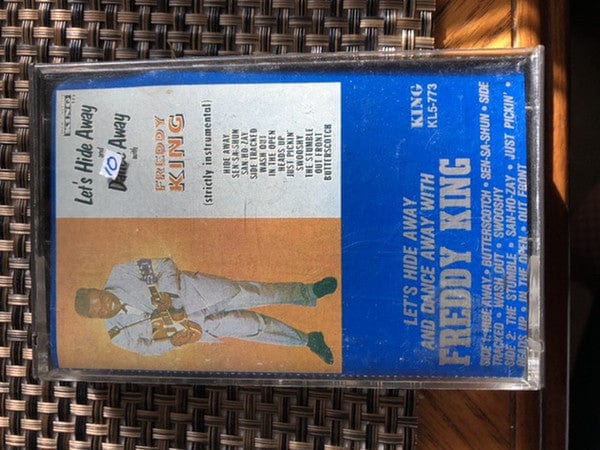 KING
Let's Hide Away
and
D 10 Away
with
FREDDY
KING
(strictly instrumental)
HIDE AWAY
SEN-SA-SHUN
SAN-HO-ZAY
SIDE TRACKED
WASH OUT
IN THE OPEN
HEADS UP
JUST PICKIN'
SWOOSHY
THE STUMBLE
OUT FRONT
BUTTERSCOTCH
KING
KL5-773
LET'S HIDE AWAY
AND DANCE AWAY WITH
FREDDY KING
SIDE 1: HIDE AWAY • BUTTERSCOTCH • SEN-SA-SHUN • SIDE
TRACKED • WASH OUT • SWOOSHY
SIDE 2: THE STUMBLE • SAN-HO-ZAY • JUST PICKIN' •
HEADS UP • IN THE OPEN • OUT FRONT